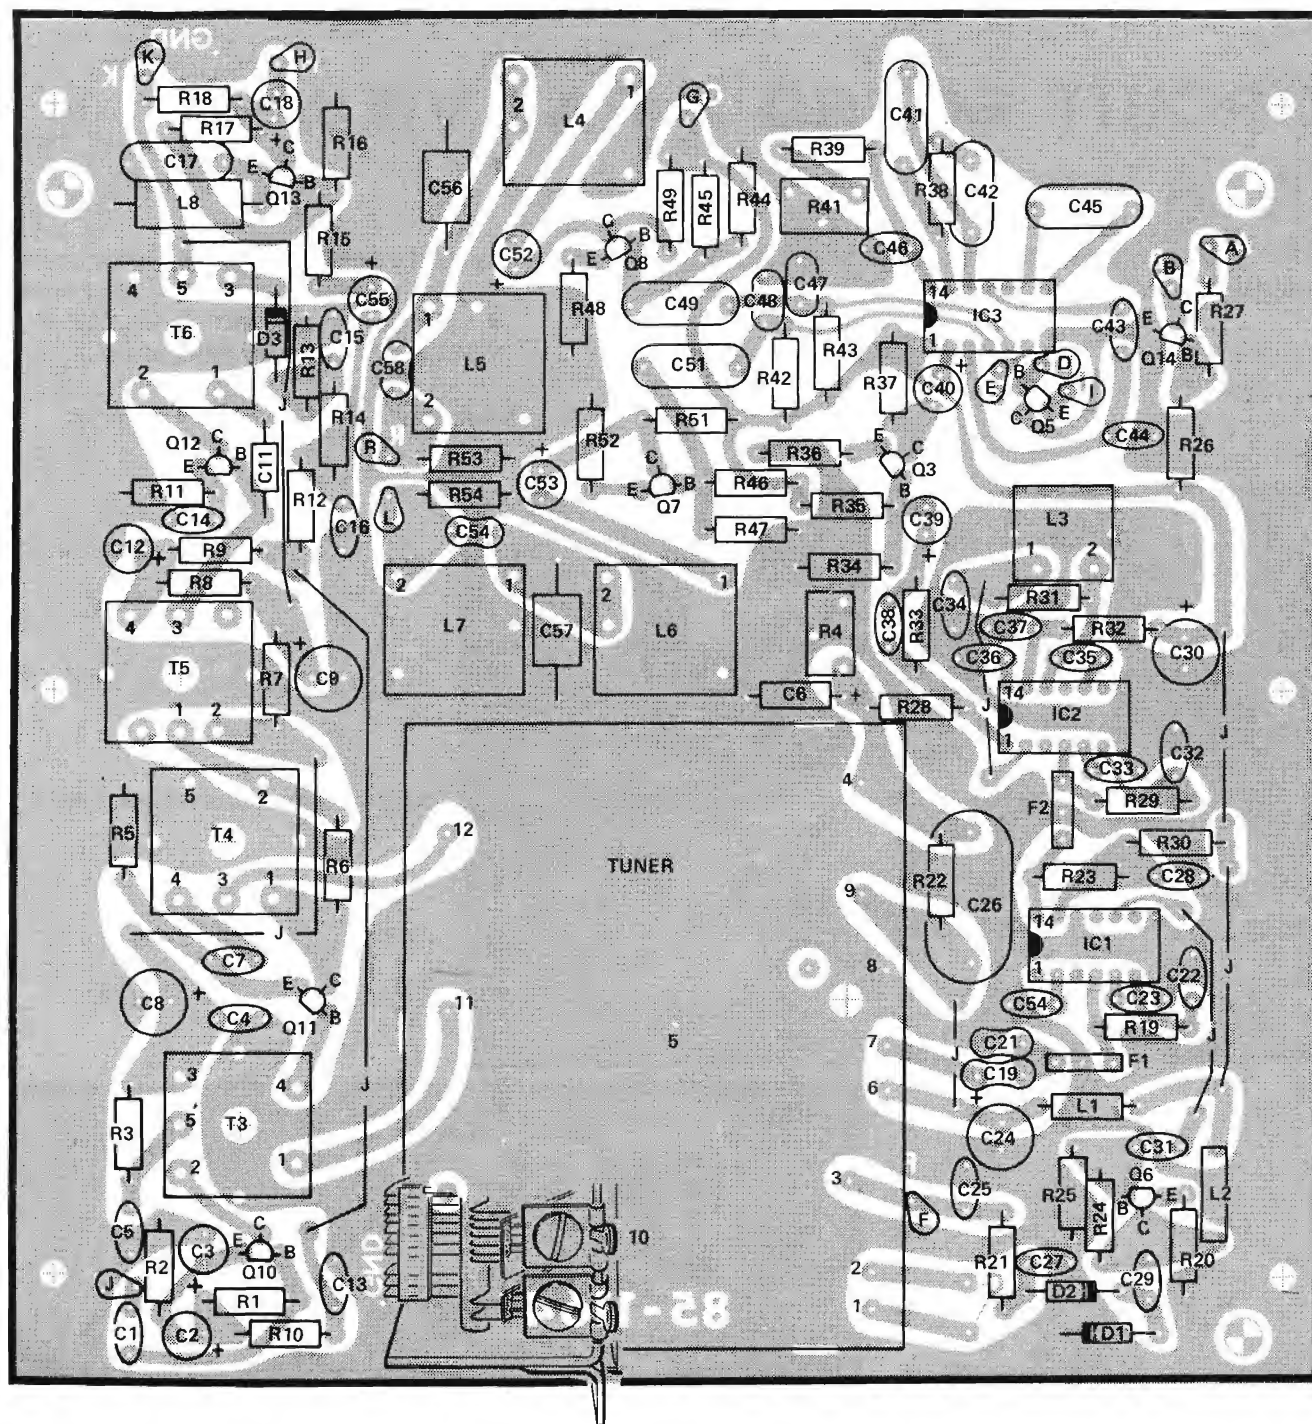 .GND
K
K
H
R18
C18
+
R17
C
R16
C17
E
B
Q13
L8
R15
2
L4
1
G
C56
C52
+
C
B
E
Q8
R48
R49
R45
R44
R39
R41
C41
R38
C42
C45
C46
A
B
C
E
Q14
B
R27
4
5
3
T6
2
1
D3
R13
C15
+
C55
C58
J
R14
1
L5
2
C49
C48
C47
C51
R42
R43
R37
14
IC3
1
+
C40
E
B
D
C
E
Q5
I
C43
C44
R26
Q12
C
E
B
C11
R12
R
R53
R54
+
C53
R52
R51
C
E
B
Q7
R46
R47
R36
R35
E
C
Q3
B
C39
+
R11
C14
C12
+
R9
R8
C16
L
C54
R34
L3
1
2
4
3
T5
1
2
R7
+
C9
2
1
L7
C57
2
1
L6
R4
C6
+
C38
R33
C34
R31
C37
R32
+
C30
C36
C35
R28
J
14
IC2
1
J
C32
C33
R29
F2
R30
R5
5
2
T4
4
3
1
R6
J
12
TUNER
4
9
8
R22
C26
R23
C28
14
IC1
1
J
C22
C54
C23
R19
J
C7
C8
+
C4
E
C
B
Q11
11
5
7
6
J
C21
C19
+
F1
L1
C24
C31
3
4
5
T3
2
1
J
R3
3
F
C25
R25
R24
Q6
B
E
C
L2
R20
C5
R2
C3
+
C
E
B
Q10
J
R1
C13
.GND
10
2
1
R21
C27
D2
C29
C1
C2
+
R10
85-1
D1